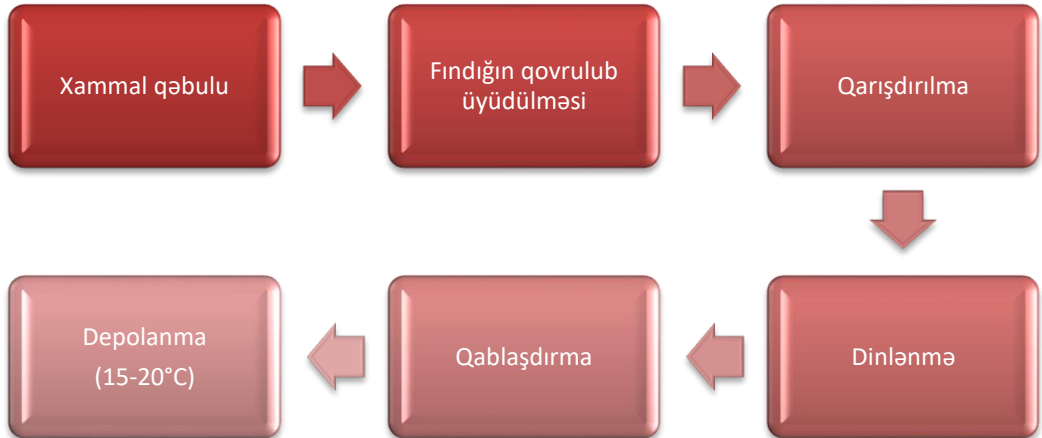 Xammal qəbulu
Fındığın qovrulub
üyüdülməsi
Qarışdırılma
Dinlənmə
Qablaşdırma
Depolanma
(15-20°C)